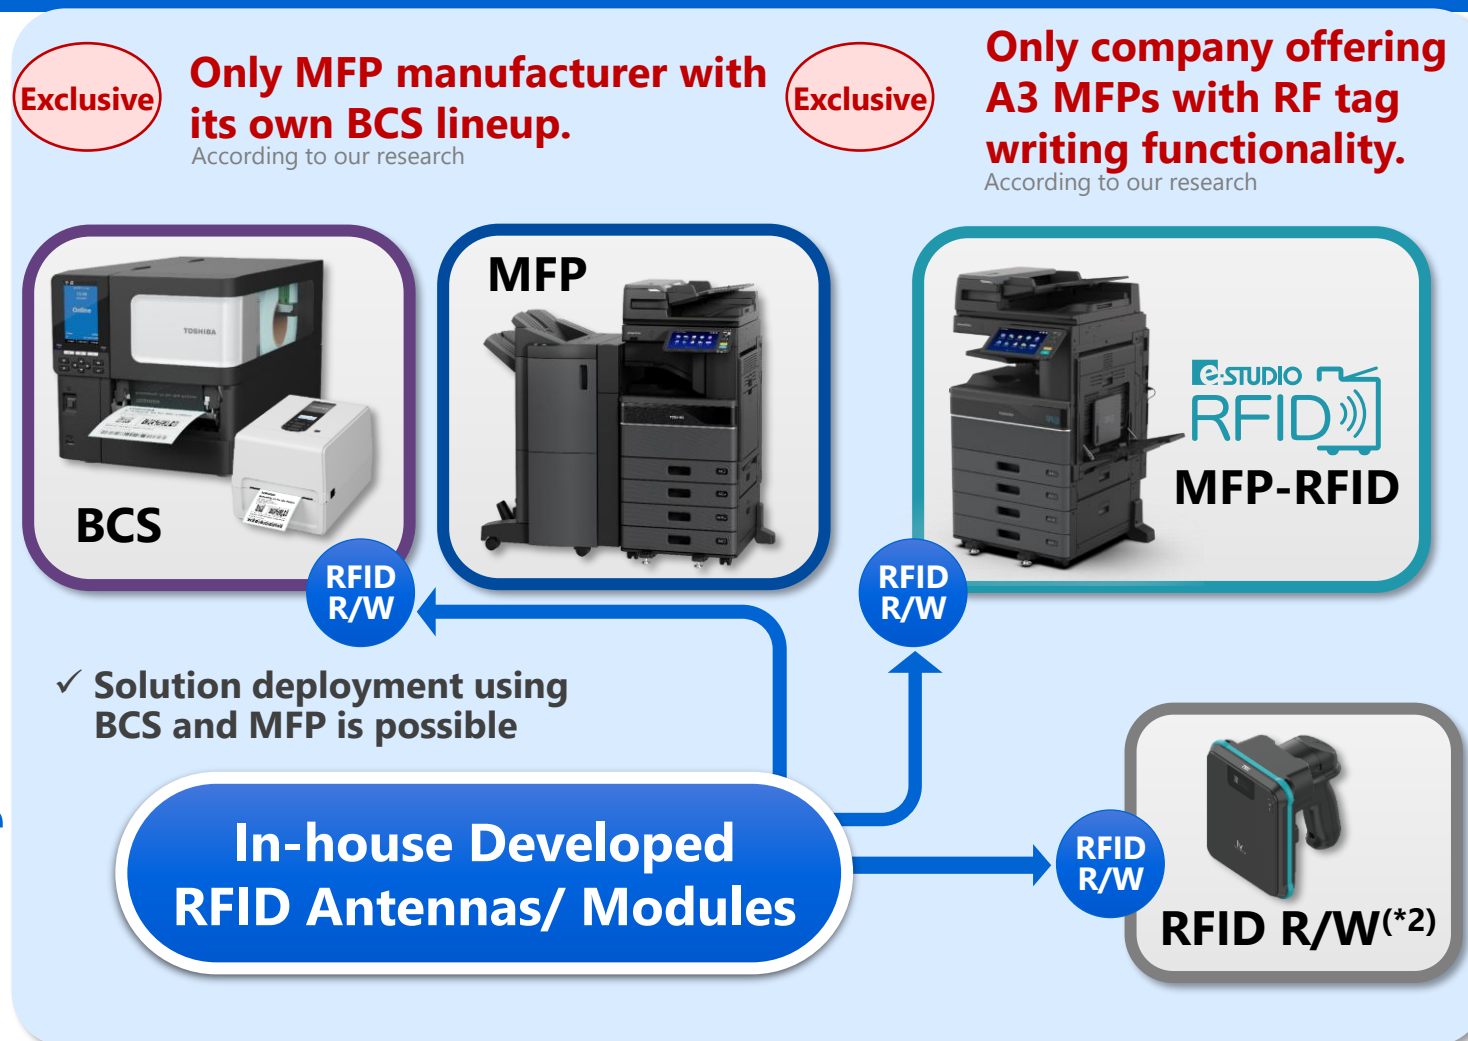 Exclusive
Only MFP manufacturer with
its own BCS lineup.
According to our research
Exclusive
Only company offering
A3 MFPs with RF tag
writing functionality.
According to our research
Online
TOSHIBA
BCS
MFP
e-STUDIO
RFID
MFP-RFID
RFID
R/W
RFID
R/W
✓ Solution deployment using
BCS and MFP is possible
In-house Developed
RFID Antennas/ Modules
RFID
R/W
RFID R/W(*2)